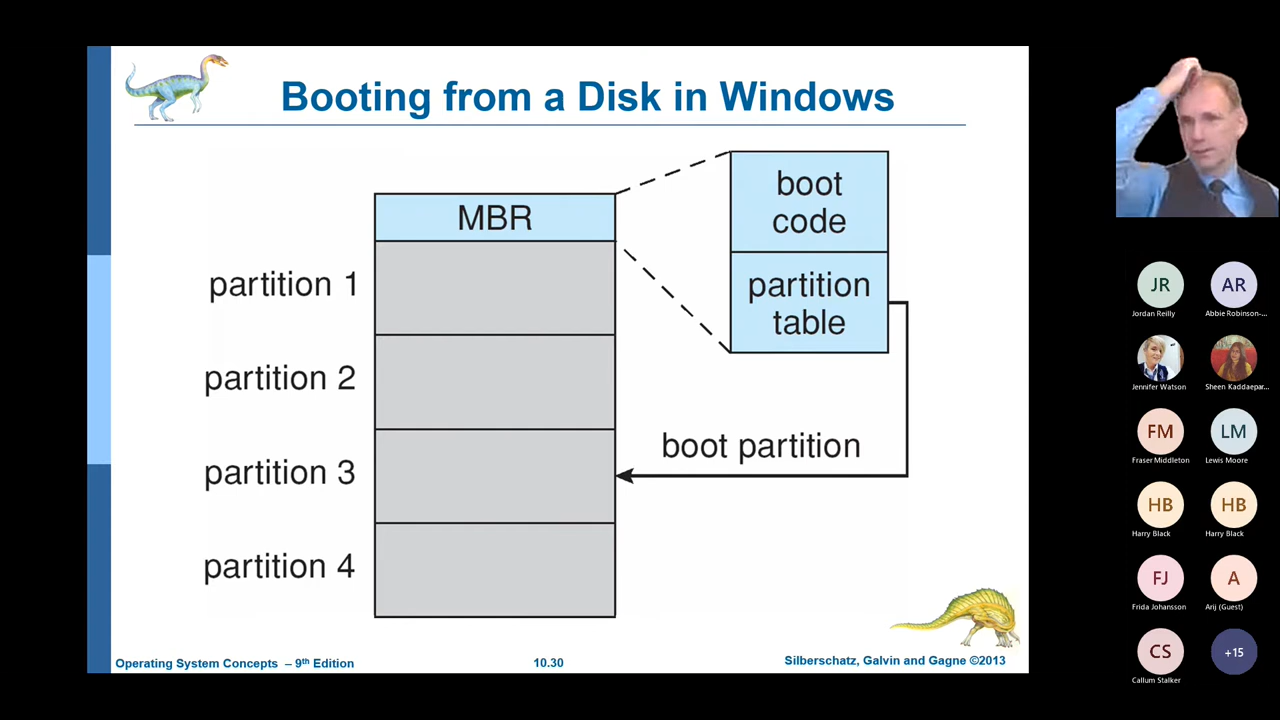 Booting from a Disk in Windows
MBR
boot
code
partition
table
partition 1
partition 2
partition 3
partition 4
boot partition
Operating System Concepts – 9th Edition
10.30
Silberschatz, Galvin and Gagne ©2013
JR
Jordan Reilly
AR
Abbie Robinson-...
Jennifer Watson
Sheen Kaddaepar...
FM
Fraser Middleton
LM
Lewis Moore
HB
Harry Black
HB
Harry Black
FJ
Frida Johansson
A
Arij (Guest)
CS
Callum Stalker
+15